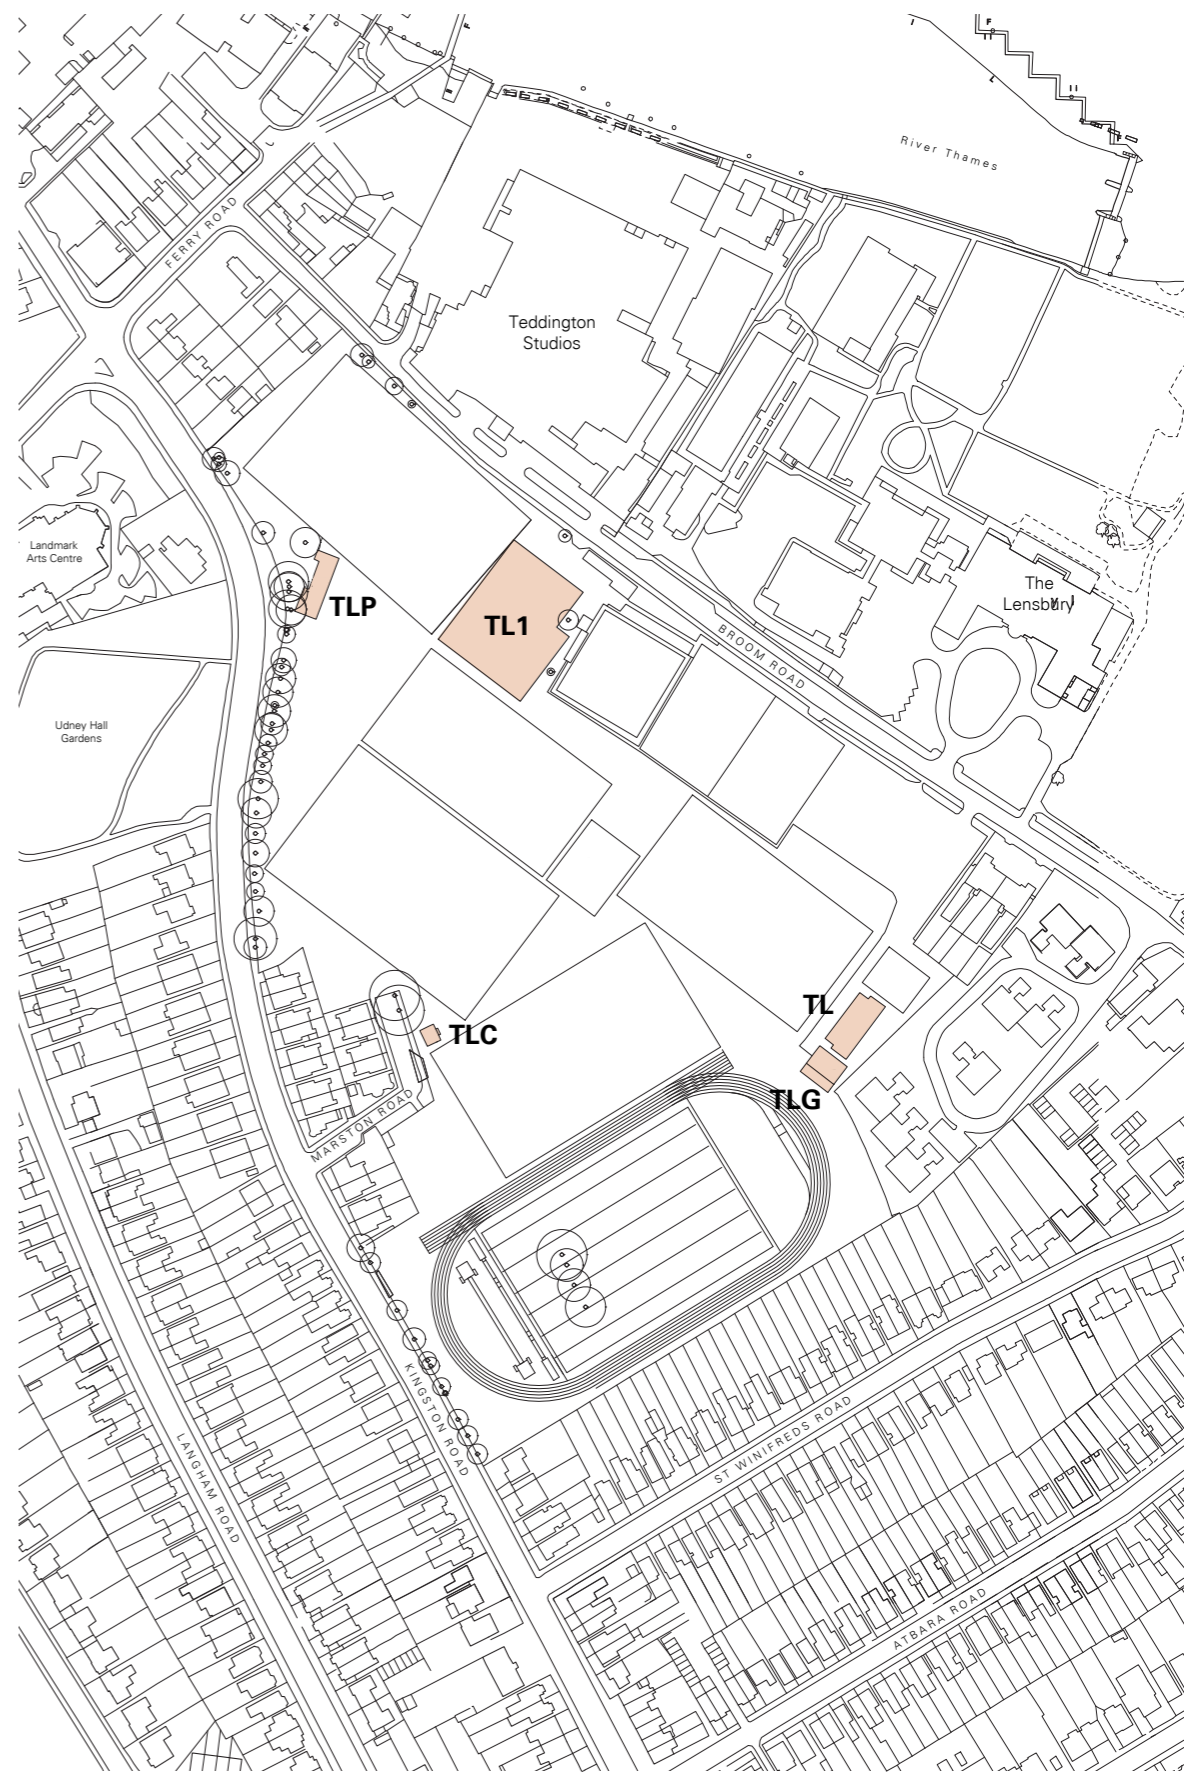 River Thames
FERRY ROAD
Teddington
Studios
Landmark
Arts Centre
The
Lensbury
TLP
TL1
BROOM ROAD
Udney Hall
Gardens
TL
TLC
TLG
MARSTON ROAD
KINGSTON ROAD
ST WINIFREDS ROAD
LANGHAM ROAD
ATBARA ROAD